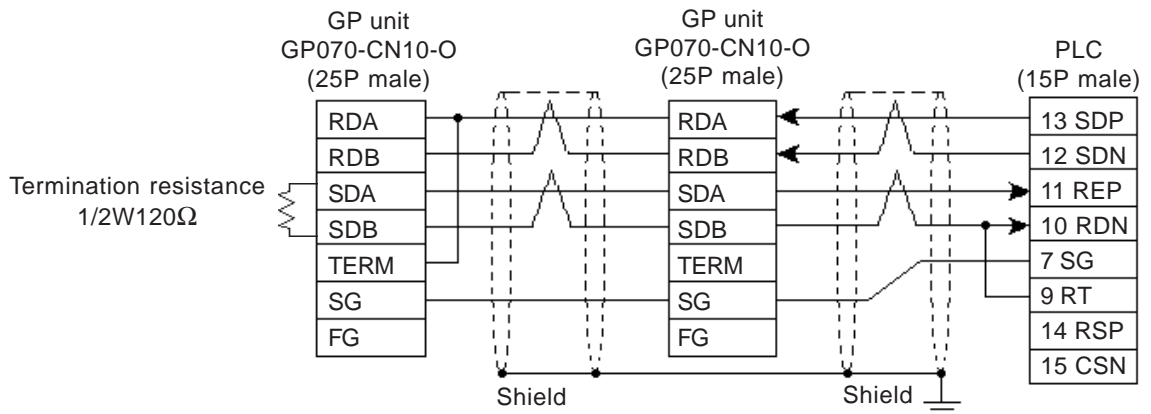 GP unit
GP070-CN10-O
(25P male)
GP unit
GP070-CN10-O
(25P male)
PLC
(15P male)
Termination resistance
1/2W120Ω
RDA
RDB
SDA
SDB
TERM
SG
FG
RDA
RDB
SDA
SDB
TERM
SG
FG
13 SDP
12 SDN
11 REP
10 RDN
7 SG
9 RT
14 RSP
15 CSN
Shield
Shield